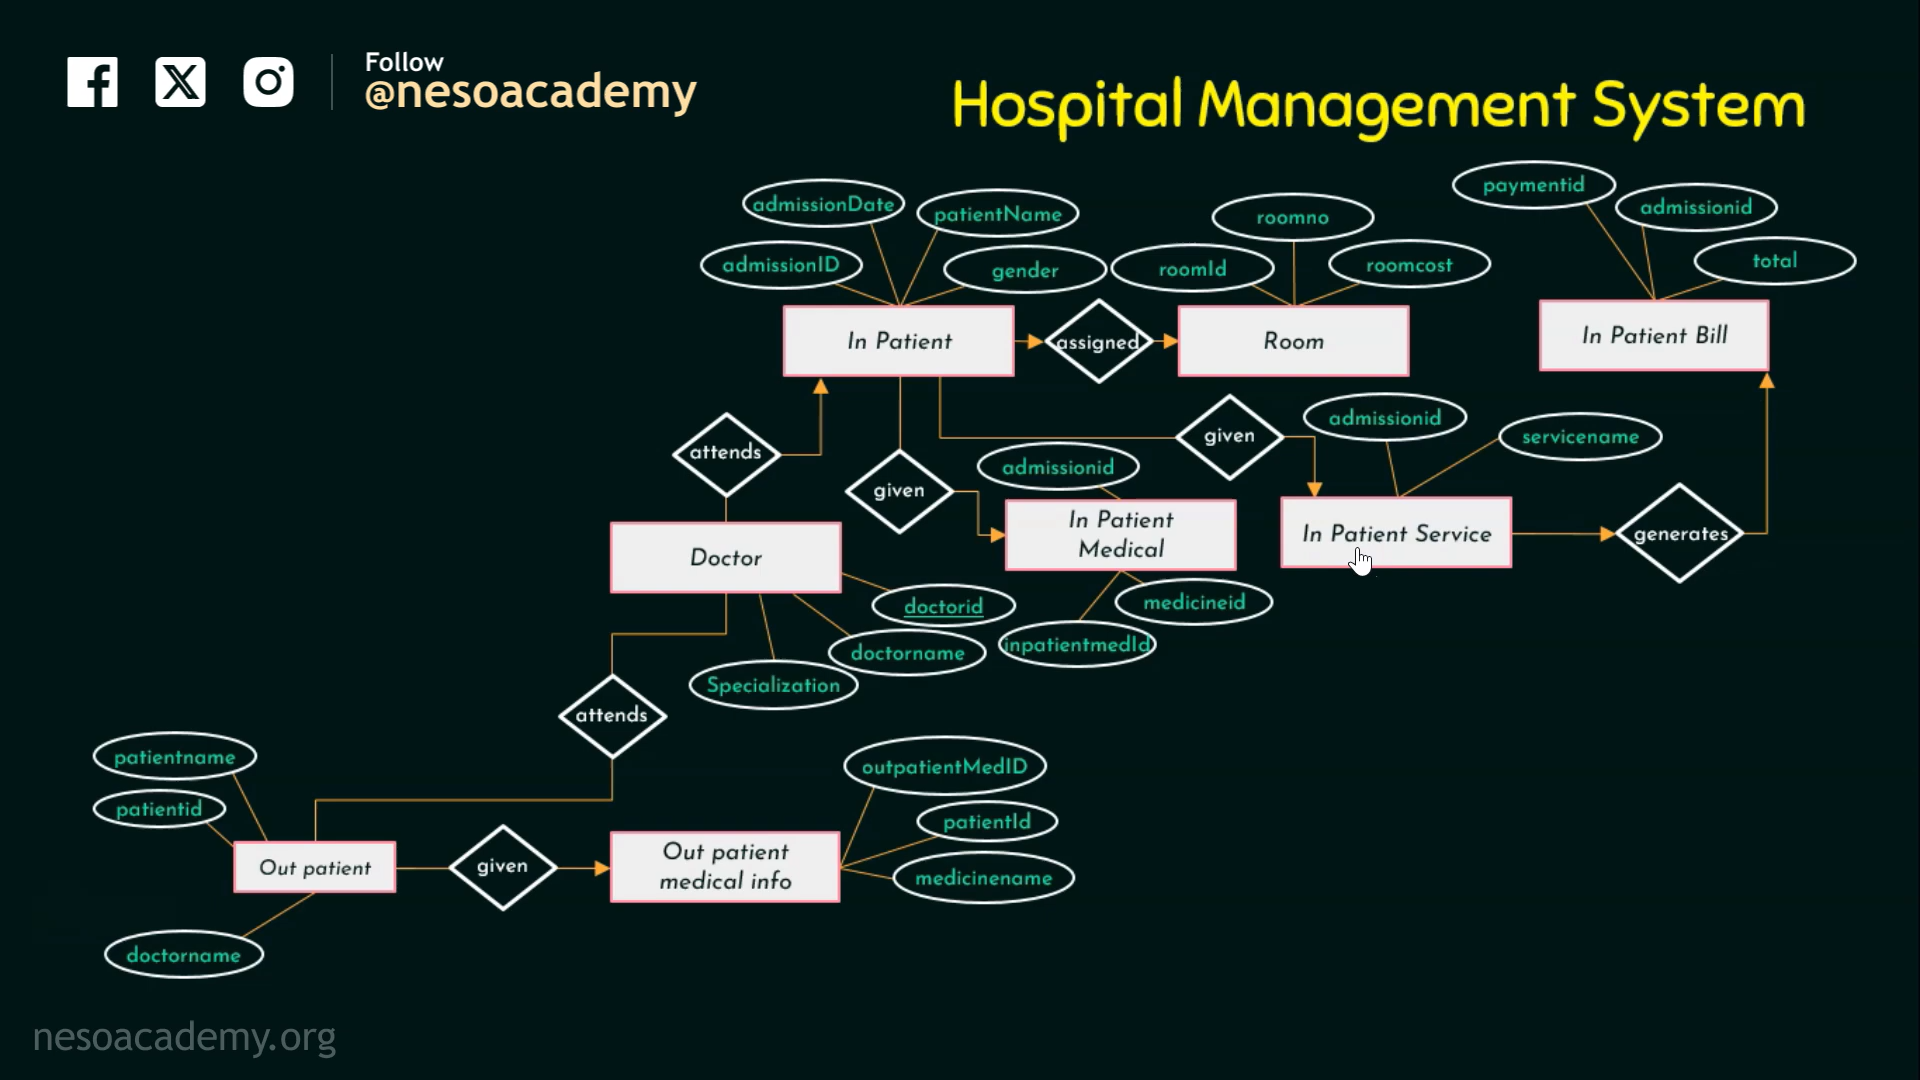 Follow
@nesoacademy
Hospital Management System
paymentid
admissionDate
patientName
roomno
admissionid
admissionID
gender
roomId
roomcost
total
In Patient
assigned
Room
In Patient Bill
attends
given
admissionid
servicename
given
admissionid
In Patient
Medical
In Patient Service
generates
Doctor
doctorid
medicineid
doctorname
inpatientmedId
Specialization
attends
patientname
patientid
outpatientMedID
patientId
medicinename
Out patient
given
Out patient
medical info
doctorname
nesoacademy.org